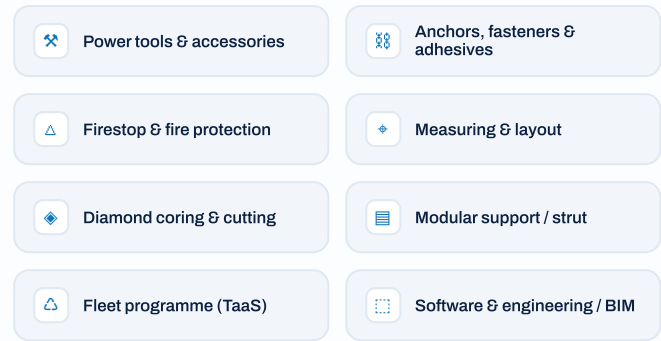 Power tools & accessories
Anchors, fasteners &
adhesives
Firestop & fire protection
Measuring & layout
Diamond coring & cutting
Modular support / strut
Fleet programme (TaaS)
Software & engineering / BIM